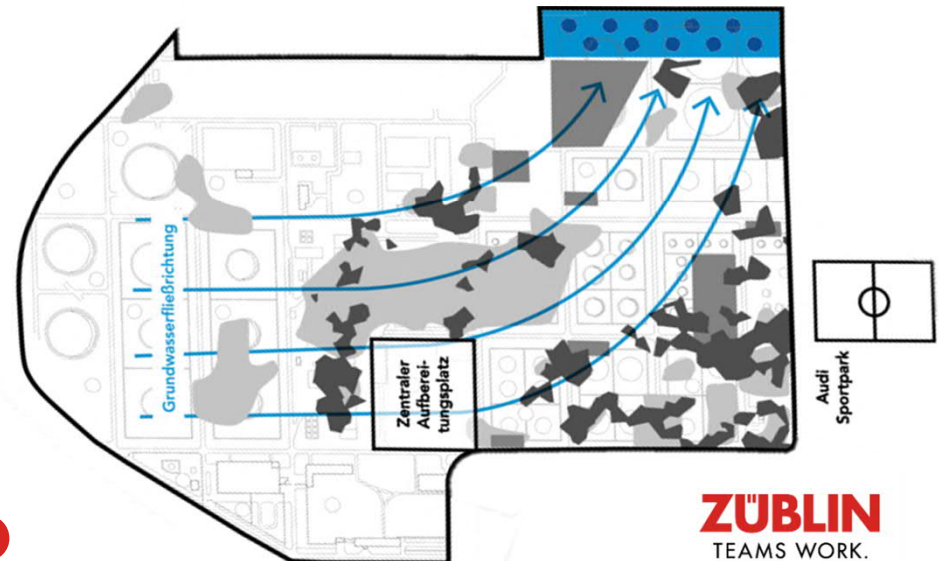 Grundwasserfließrichtung
Zentraler
Aufberei-
tungsplatz
Audi
Sportpark
ZÜBLIN
TEAMS WORK.